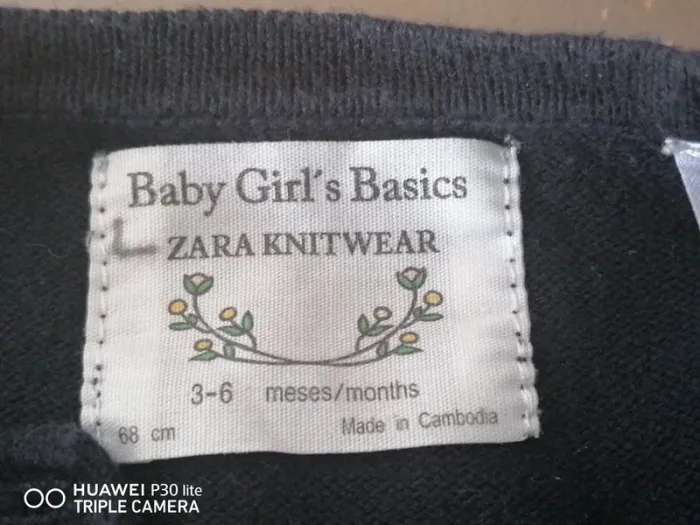 Baby Girl´s Basics
L
ZARA KNITWEAR
3-6 meses/months
68 cm
Made in Cambodia
HUAWEI P30 lite
TRIPLE CAMERA